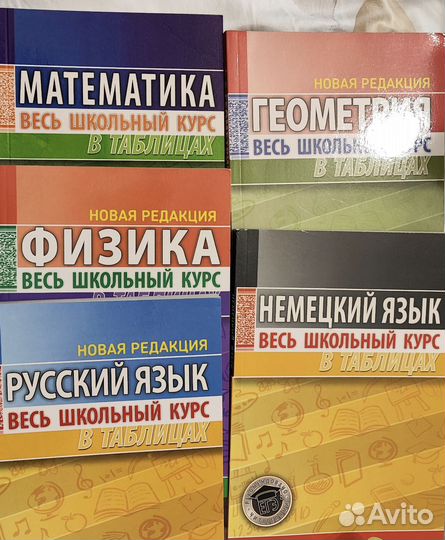 МАТЕМАТИКА
ВЕСЬ ШКОЛЬНЫЙ КУРС
В ТАБЛИЦАХ
НОВАЯ РЕДАКЦИЯ
ФИЗИКА
ВЕСЬ ШКОЛЬНЫЙ КУРС
НОВАЯ РЕДАКЦИЯ
РУССКИЙ ЯЗЫК
ВЕСЬ ШКОЛЬНЫЙ КУРС
В ТАБЛИЦАХ
НОВАЯ РЕДАКЦИЯ
ГЕОМЕТРИЯ
ВЕСЬ ШКОЛЬНЫЙ КУРС
В ТАБЛИЦАХ
НЕМЕЦКИЙ ЯЗЫК
ВЕСЬ ШКОЛЬНЫЙ КУРС
В ТАБЛИЦАХ
ЕГЭ
Avito